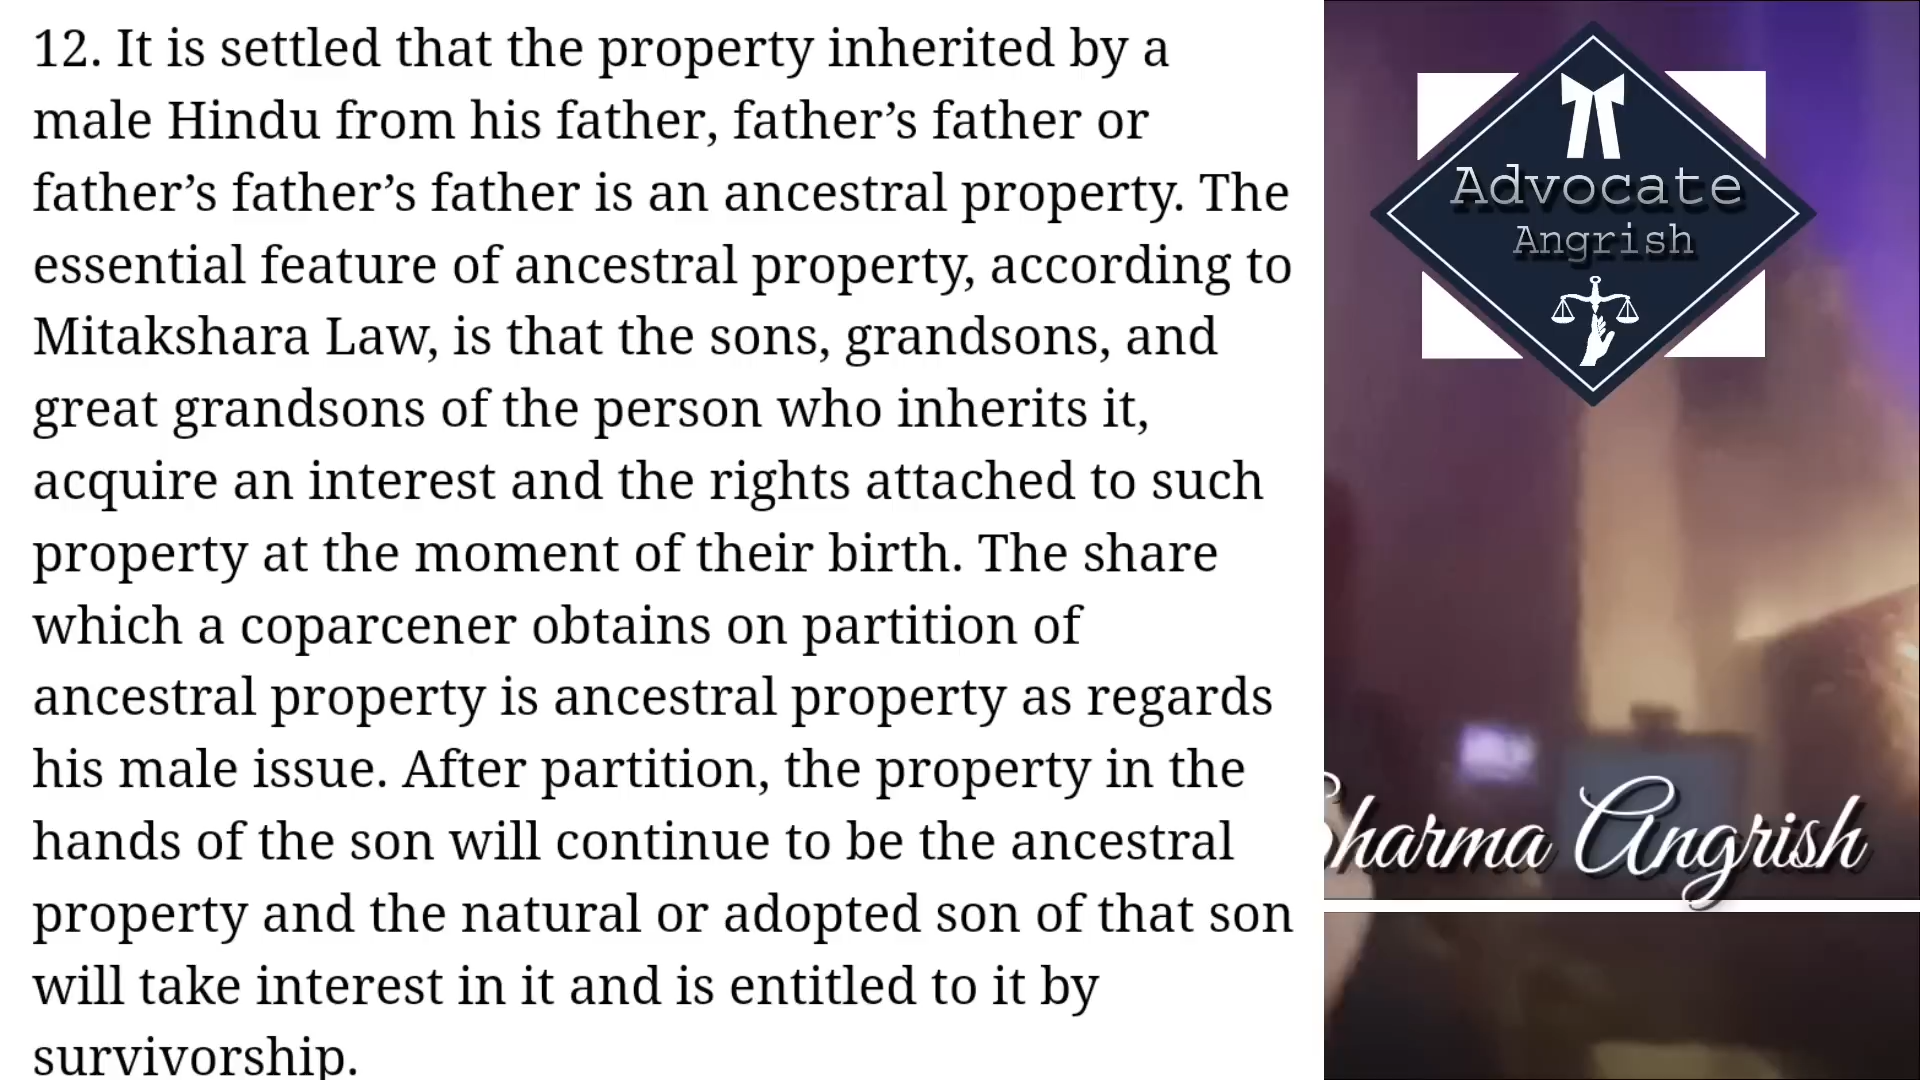 12. It is settled that the property inherited by a
male Hindu from his father, father’s father or
father’s father’s father is an ancestral property. The
essential feature of ancestral property, according to
Mitakshara Law, is that the sons, grandsons, and
great grandsons of the person who inherits it,
acquire an interest and the rights attached to such
property at the moment of their birth. The share
which a coparcener obtains on partition of
ancestral property is ancestral property as regards
his male issue. After partition, the property in the
hands of the son will continue to be the ancestral
property and the natural or adopted son of that son
will take interest in it and is entitled to it by
survivorship.
Advocate
Angrish
Sharma Angrish